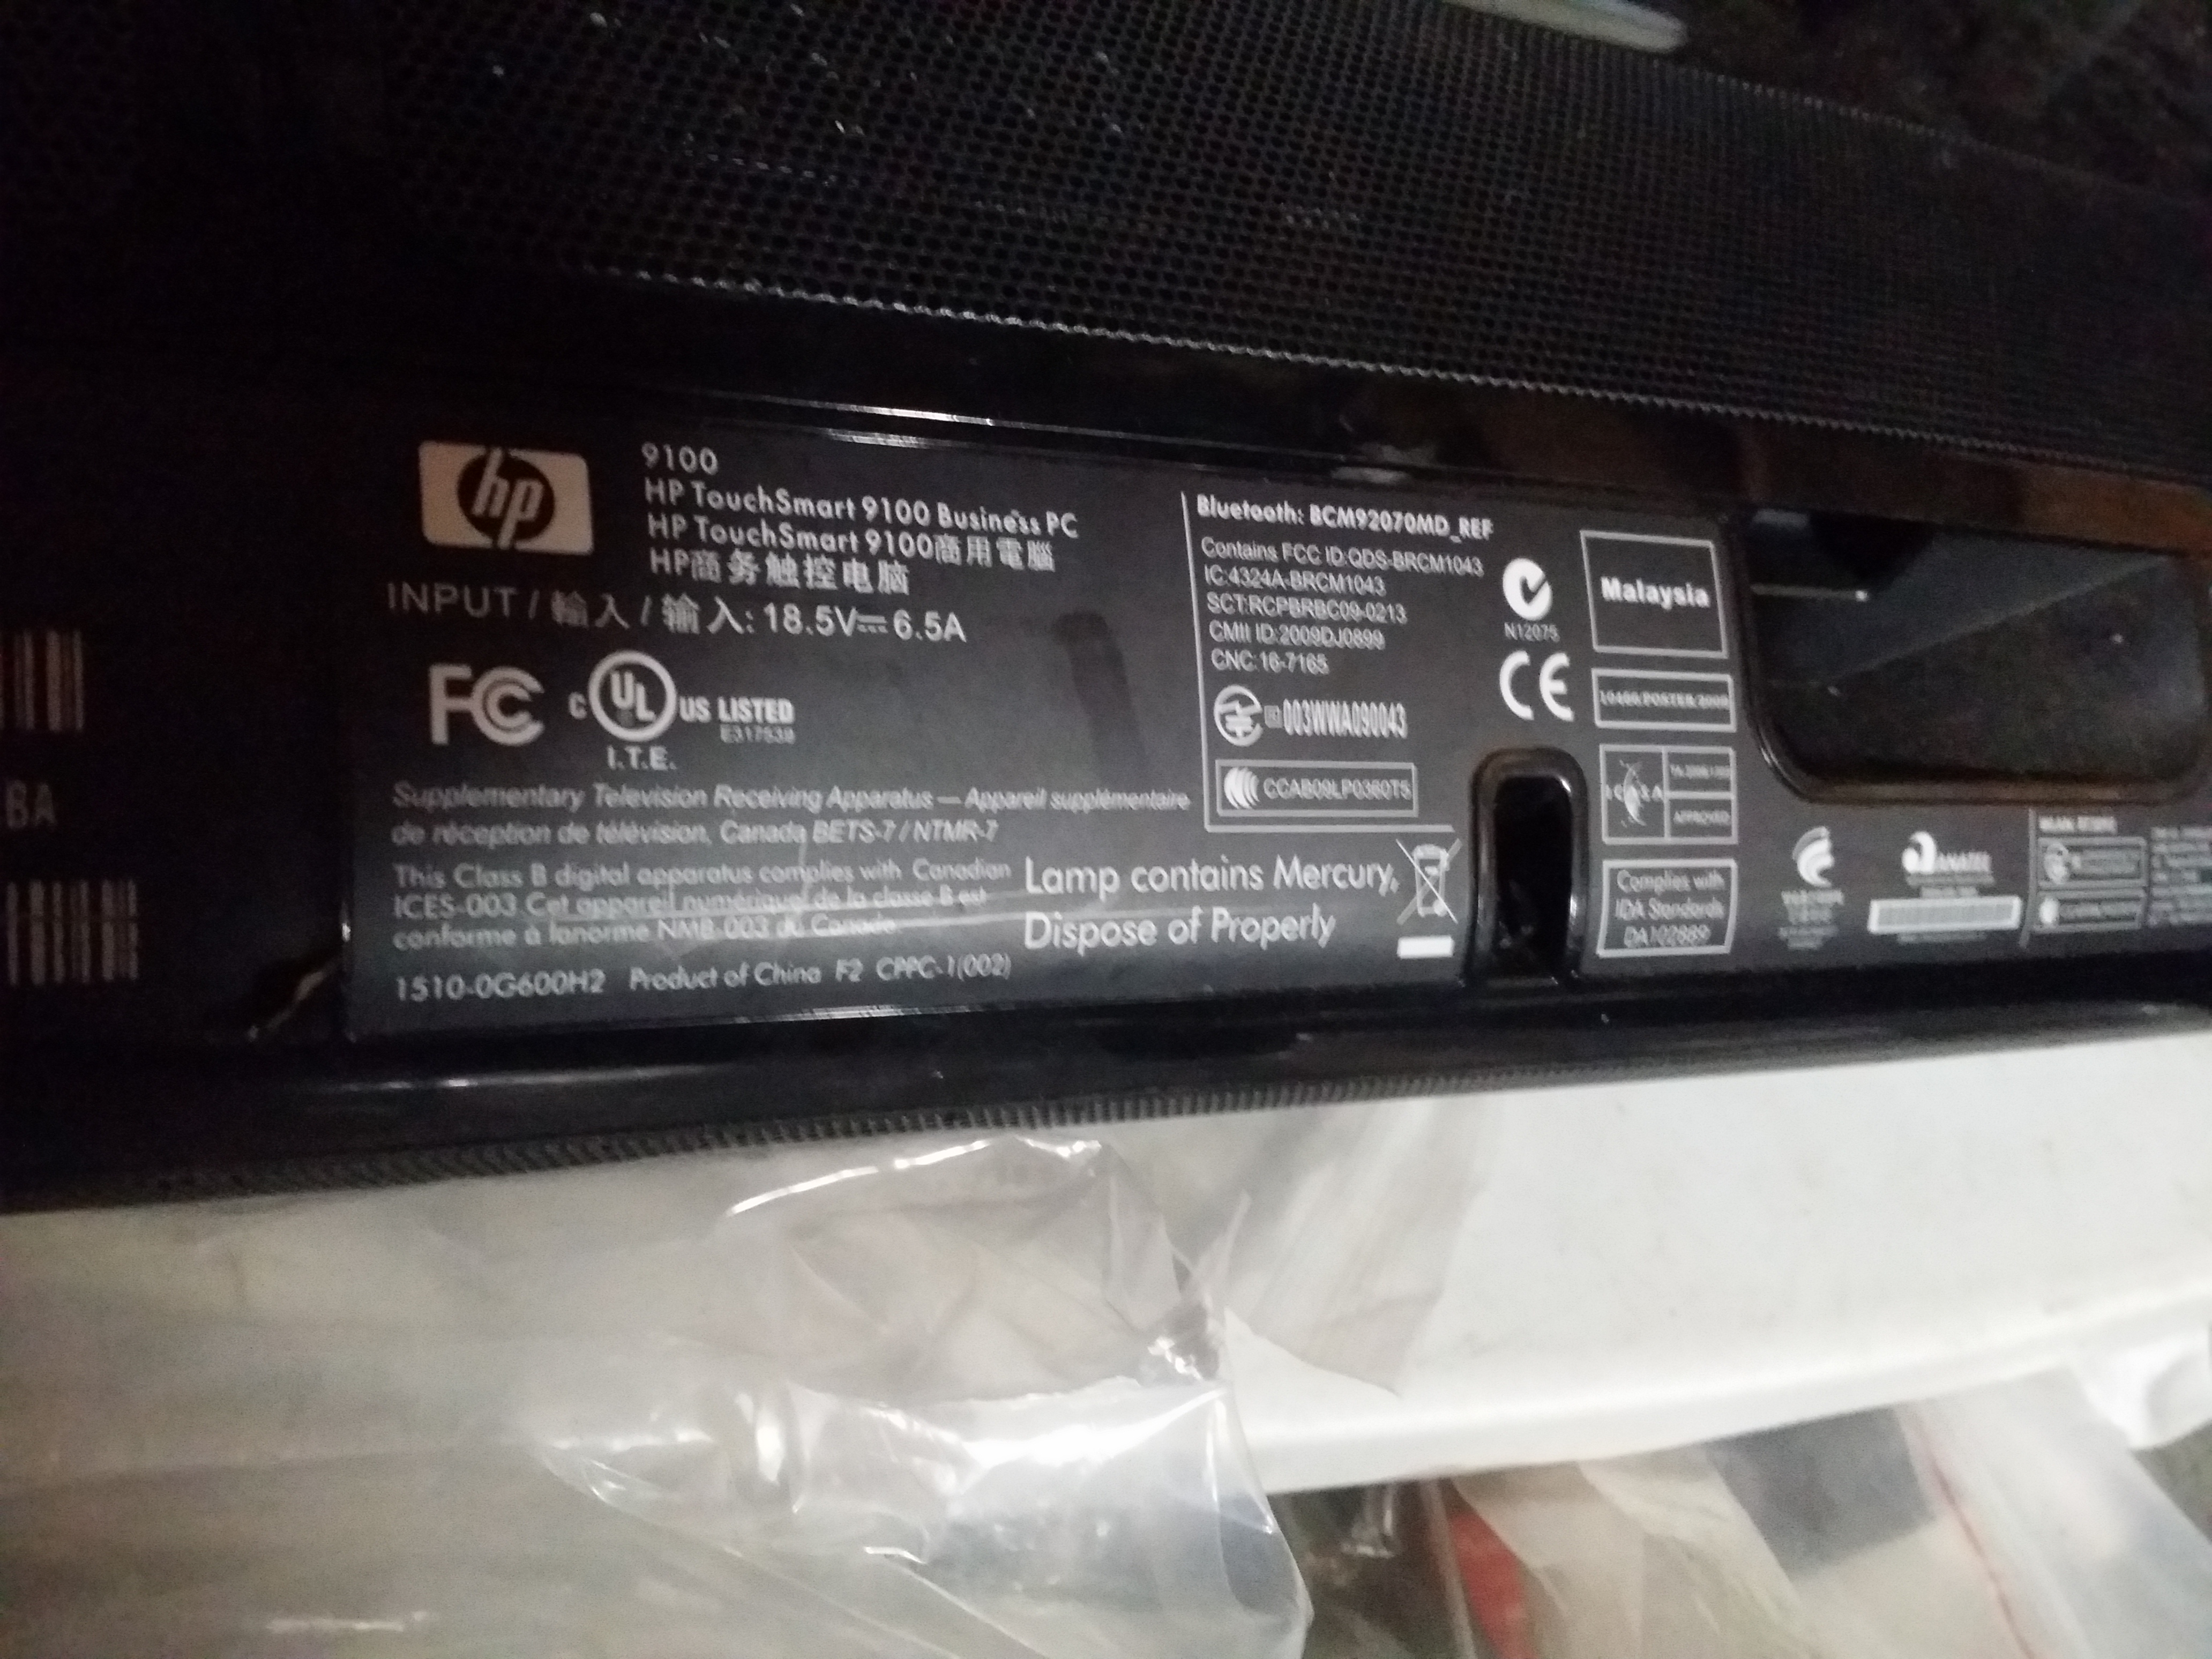 hp
9100
HP TouchSmart 9100 Business PC
HP TouchSmart 9100商用電腦
HP商务触控电脑
INPUT / 輸入 / 输入: 18.5V⎓6.5A
FC
C UL US LISTED
E317539
I.T.E.
Supplementary Television Receiving Apparatus — Appareil supplémentaire
de réception de télévision, Canada BETS-7 / NTMR-7
This Class B digital apparatus complies with Canadian
ICES-003 Cet appareil numérique de la classe B est
conforme à lanorme NMB-003 du Canada.
1510-0G600H2 Product of China F2 CPPC-1(002)
Lamp contains Mercury,
Dispose of Properly
Bluetooth: BCM92070MD_REF
Contains FCC ID:QDS-BRCM1043
IC:4324A-BRCM1043
SCT:RCPBRBC09-0213
CMII ID:2009DJ0899
CNC:16-7165
003WWA090043
CCAB09LP0360T5
N12075
CE
Malaysia
ICASA
APPROVED
Complies with
IDA Standards
DA102889
ANATEL
BA